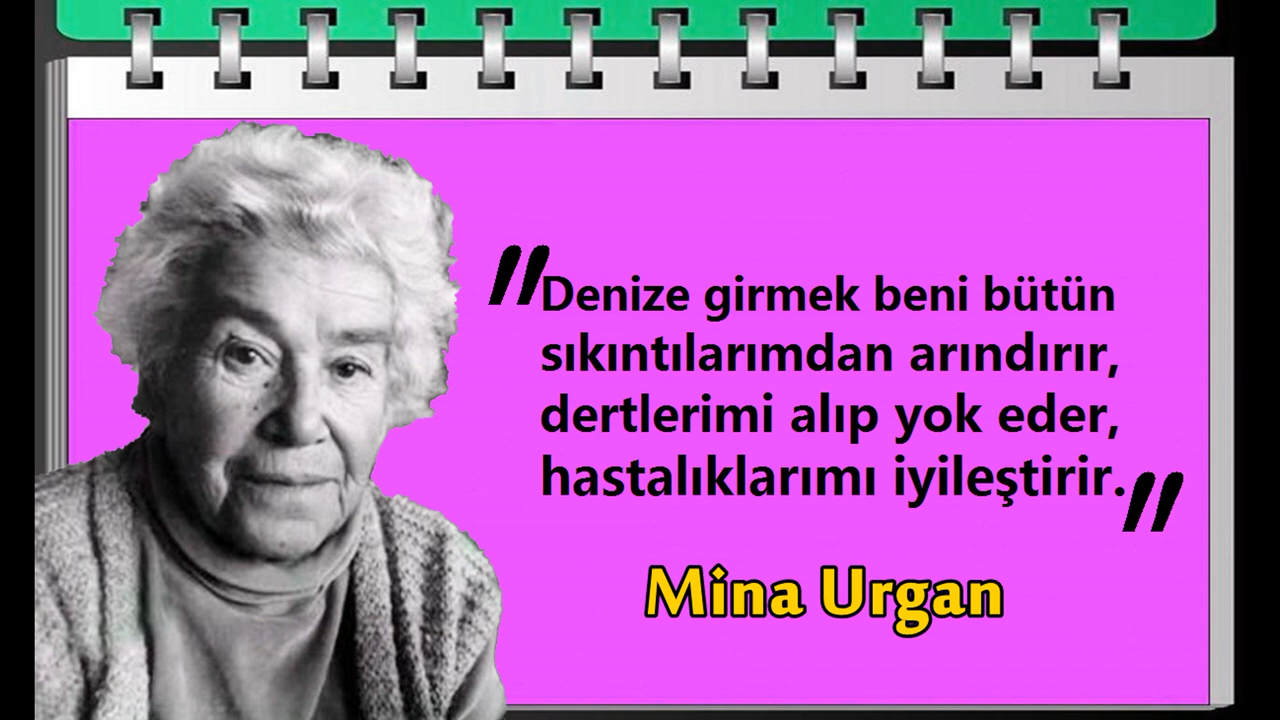 "Denize girmek beni bütün
sıkıntılarımdan arındırır,
dertlerimi alıp yok eder,
hastalıklarımı iyileştirir."
Mina Urgan